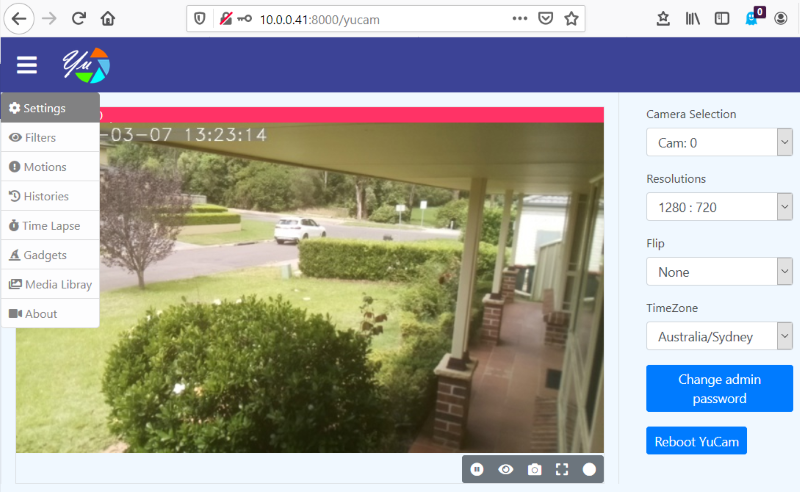 10.0.0.41:8000/yucam
0
Yu
Settings
Filters
Motions
Histories
Time Lapse
Gadgets
Media Libray
About
-03-07 13:23:14
Camera Selection
Cam: 0
Resolutions
1280 : 720
Flip
None
TimeZone
Australia/Sydney
Change admin
password
Reboot YuCam